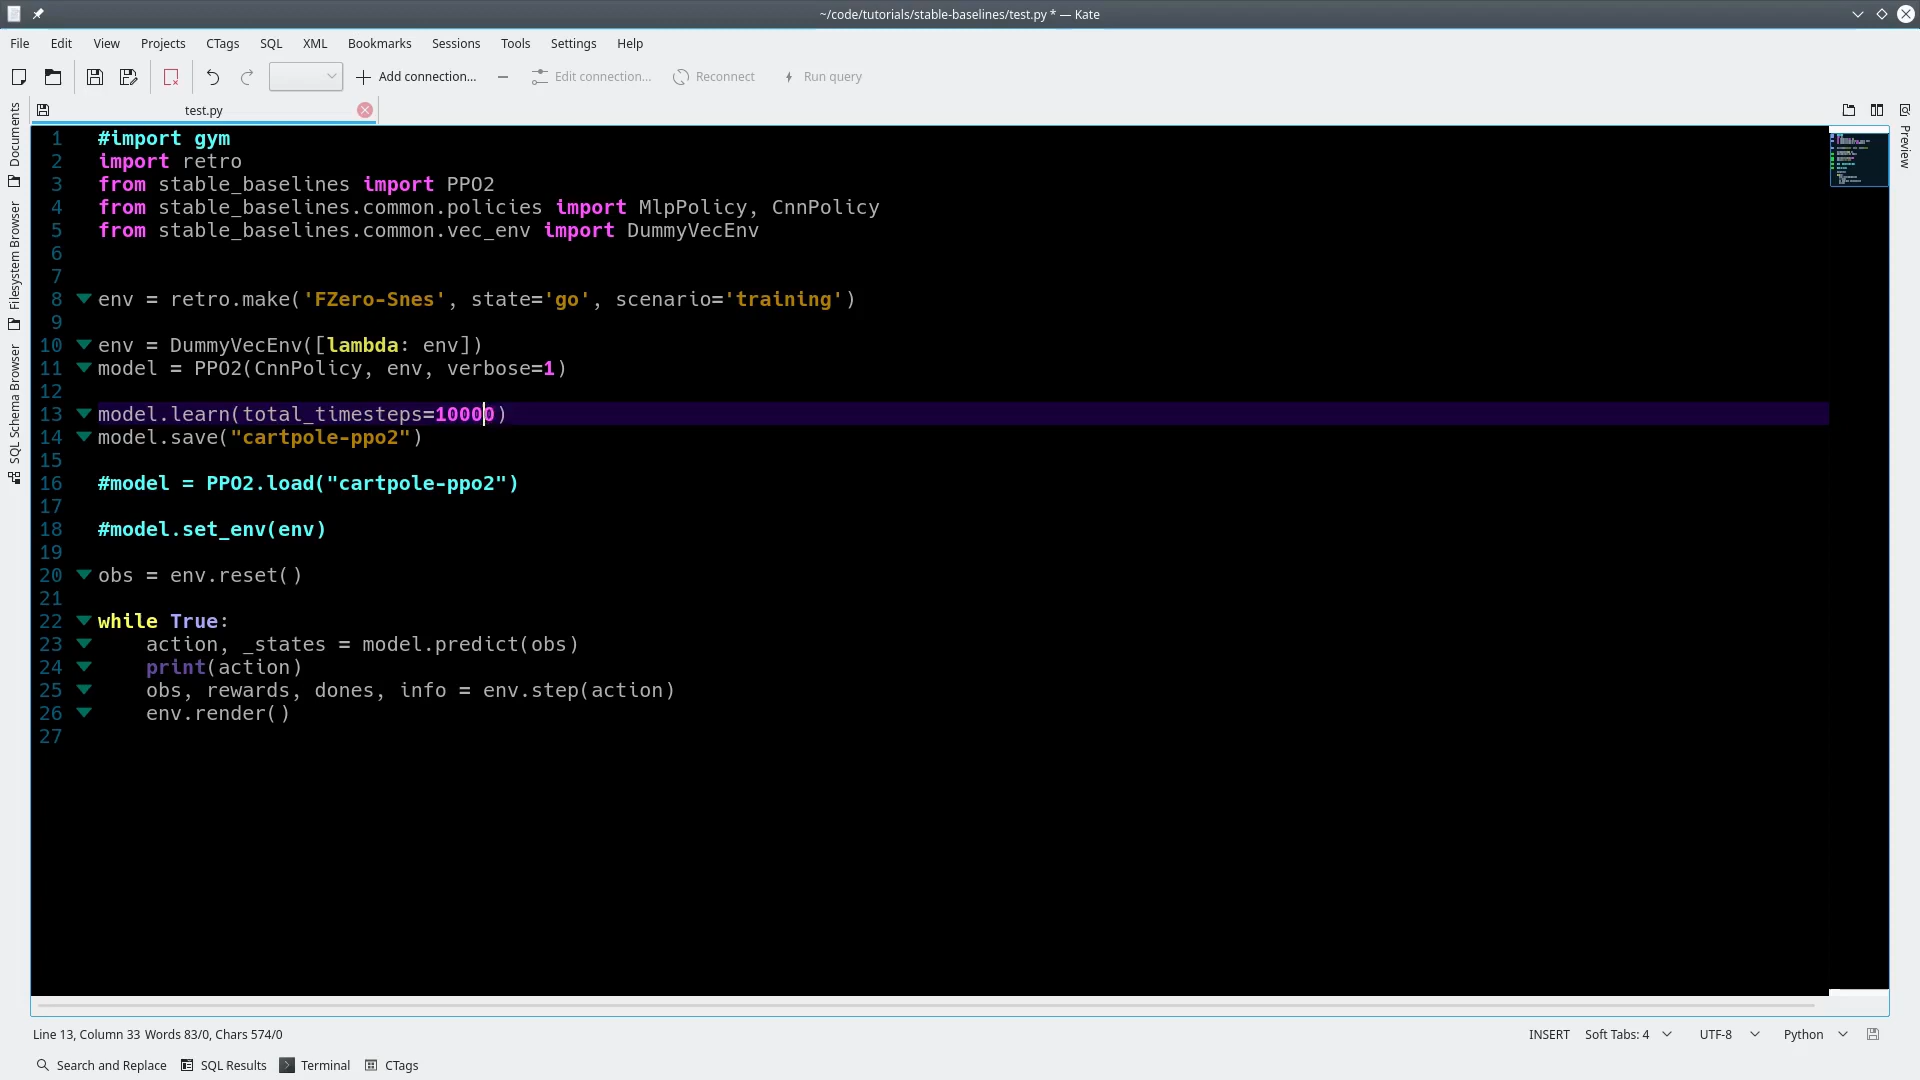 ~/code/tutorials/stable-baselines/test.py * — Kate
File Edit View Projects CTags SQL XML Bookmarks Sessions Tools Settings Help
Add connection... Edit connection... Reconnect Run query
test.py
Documents
Filesystem Browser
SQL Schema Browser
Preview
1 #import gym
2 import retro
3 from stable_baselines import PPO2
4 from stable_baselines.common.policies import MlpPolicy, CnnPolicy
5 from stable_baselines.common.vec_env import DummyVecEnv
6
7
8 env = retro.make('FZero-Snes', state='go', scenario='training')
9
10 env = DummyVecEnv([lambda: env])
11 model = PPO2(CnnPolicy, env, verbose=1)
12
13 model.learn(total_timesteps=10000)
14 model.save("cartpole-ppo2")
15
16 #model = PPO2.load("cartpole-ppo2")
17
18 #model.set_env(env)
19
20 obs = env.reset()
21
22 while True:
23     action, _states = model.predict(obs)
24     print(action)
25     obs, rewards, dones, info = env.step(action)
26     env.render()
27
Line 13, Column 33 Words 83/0, Chars 574/0 INSERT Soft Tabs: 4 UTF-8 Python
Search and Replace SQL Results Terminal CTags